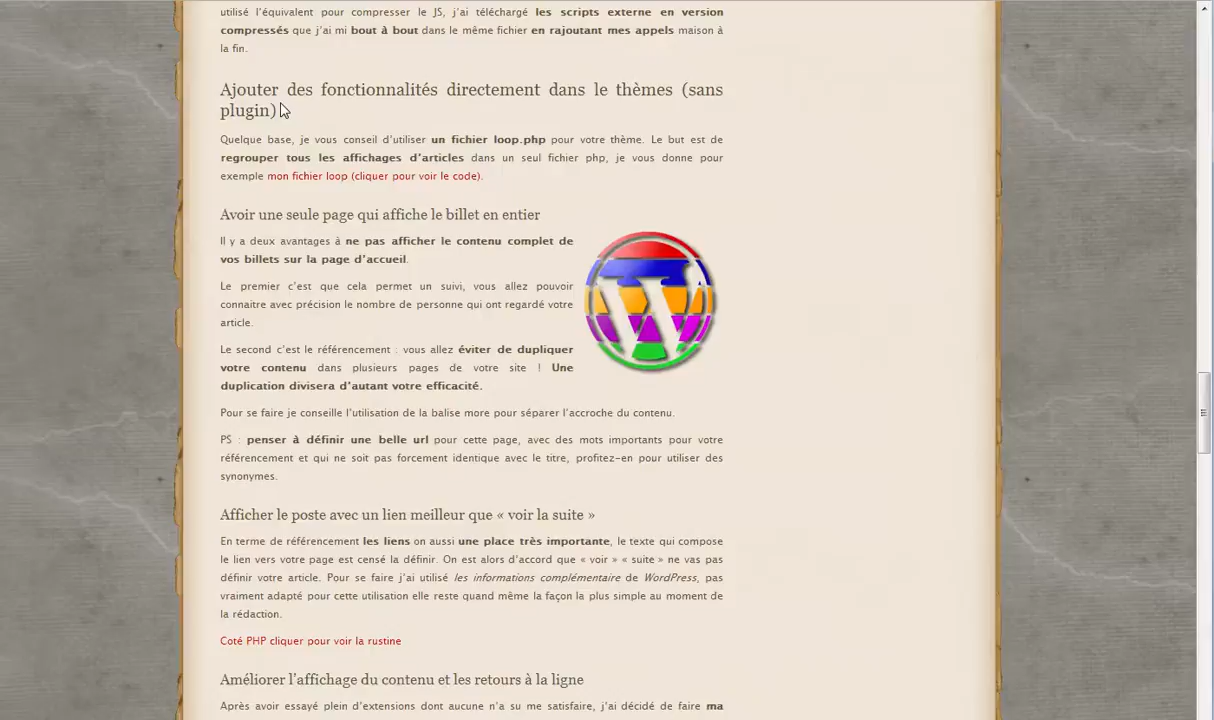 utilisé l'équivalent pour compresser le JS, j'ai téléchargé les scripts externe en version
compressés que j'ai mi bout à bout dans le même fichier en rajoutant mes appels maison à
la fin.
Ajouter des fonctionnalités directement dans le thèmes (sans
plugin)
Quelque base, je vous conseil d'utiliser un fichier loop.php pour votre thème. Le but est de
regrouper tous les affichages d'articles dans un seul fichier php, je vous donne pour
exemple mon fichier loop (cliquer pour voir le code).
Avoir une seule page qui affiche le billet en entier
Il y a deux avantages à ne pas afficher le contenu complet de
vos billets sur la page d'accueil.
Le premier c'est que cela permet un suivi, vous allez pouvoir
connaitre avec précision le nombre de personne qui ont regardé votre
article.
Le second c'est le référencement : vous allez éviter de dupliquer
votre contenu dans plusieurs pages de votre site ! Une
duplication divisera d'autant votre efficacité.
Pour se faire je conseille l'utilisation de la balise more pour séparer l'accroche du contenu.
PS : penser à définir une belle url pour cette page, avec des mots importants pour votre
référencement et qui ne soit pas forcement identique avec le titre, profitez-en pour utiliser des
synonymes.
Afficher le poste avec un lien meilleur que « voir la suite »
En terme de référencement les liens on aussi une place très importante, le texte qui compose
le lien vers votre page est censé la définir. On est alors d'accord que « voir » « suite » ne vas pas
définir votre article. Pour se faire j'ai utilisé les informations complémentaire de WordPress, pas
vraiment adapté pour cette utilisation elle reste quand même la façon la plus simple au moment de
la rédaction.
Coté PHP cliquer pour voir la rustine
Améliorer l'affichage du contenu et les retours à la ligne
Après avoir essayé plein d'extensions dont aucune n'a su me satisfaire, j'ai décidé de faire ma